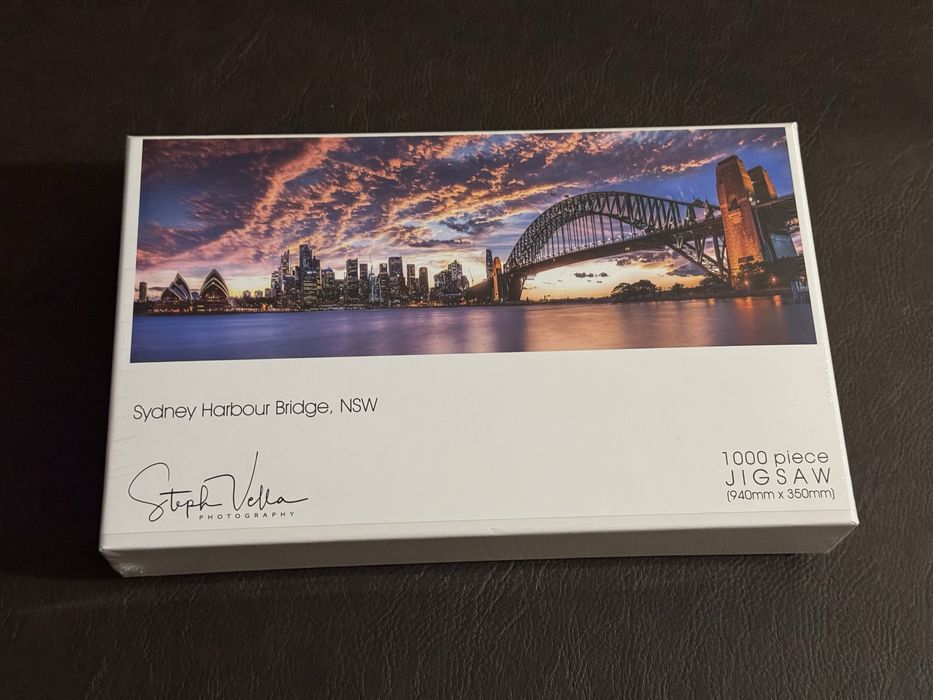 Sydney Harbour Bridge, NSW
Steph Vella
PHOTOGRAPHY
1000 piece
JIGSAW
(940mm x 350mm)